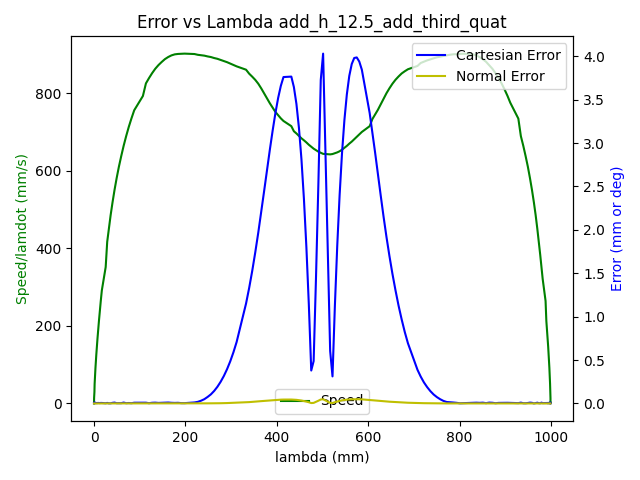 Error vs Lambda add_h_12.5_add_third_quat
Cartesian Error
Normal Error
Speed
Speed/lamdot (mm/s)
0
200
400
600
800
Error (mm or deg)
0.0
0.5
1.0
1.5
2.0
2.5
3.0
3.5
4.0
0 200 400 600 800 1000
lambda (mm)